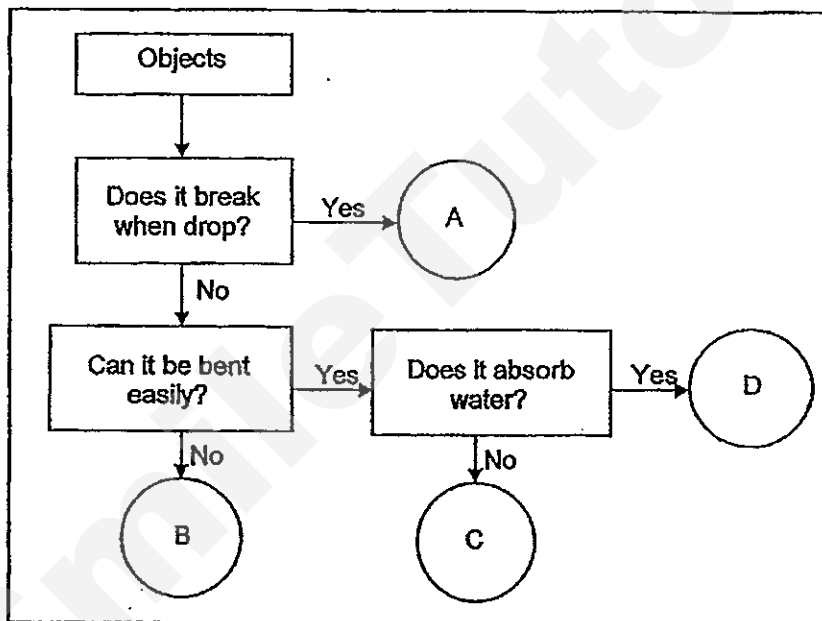 Objects
Does it break
when drop?
Yes
A
No
Can it be bent
easily?
Yes
Does it absorb
water?
Yes
D
No
B
No
C